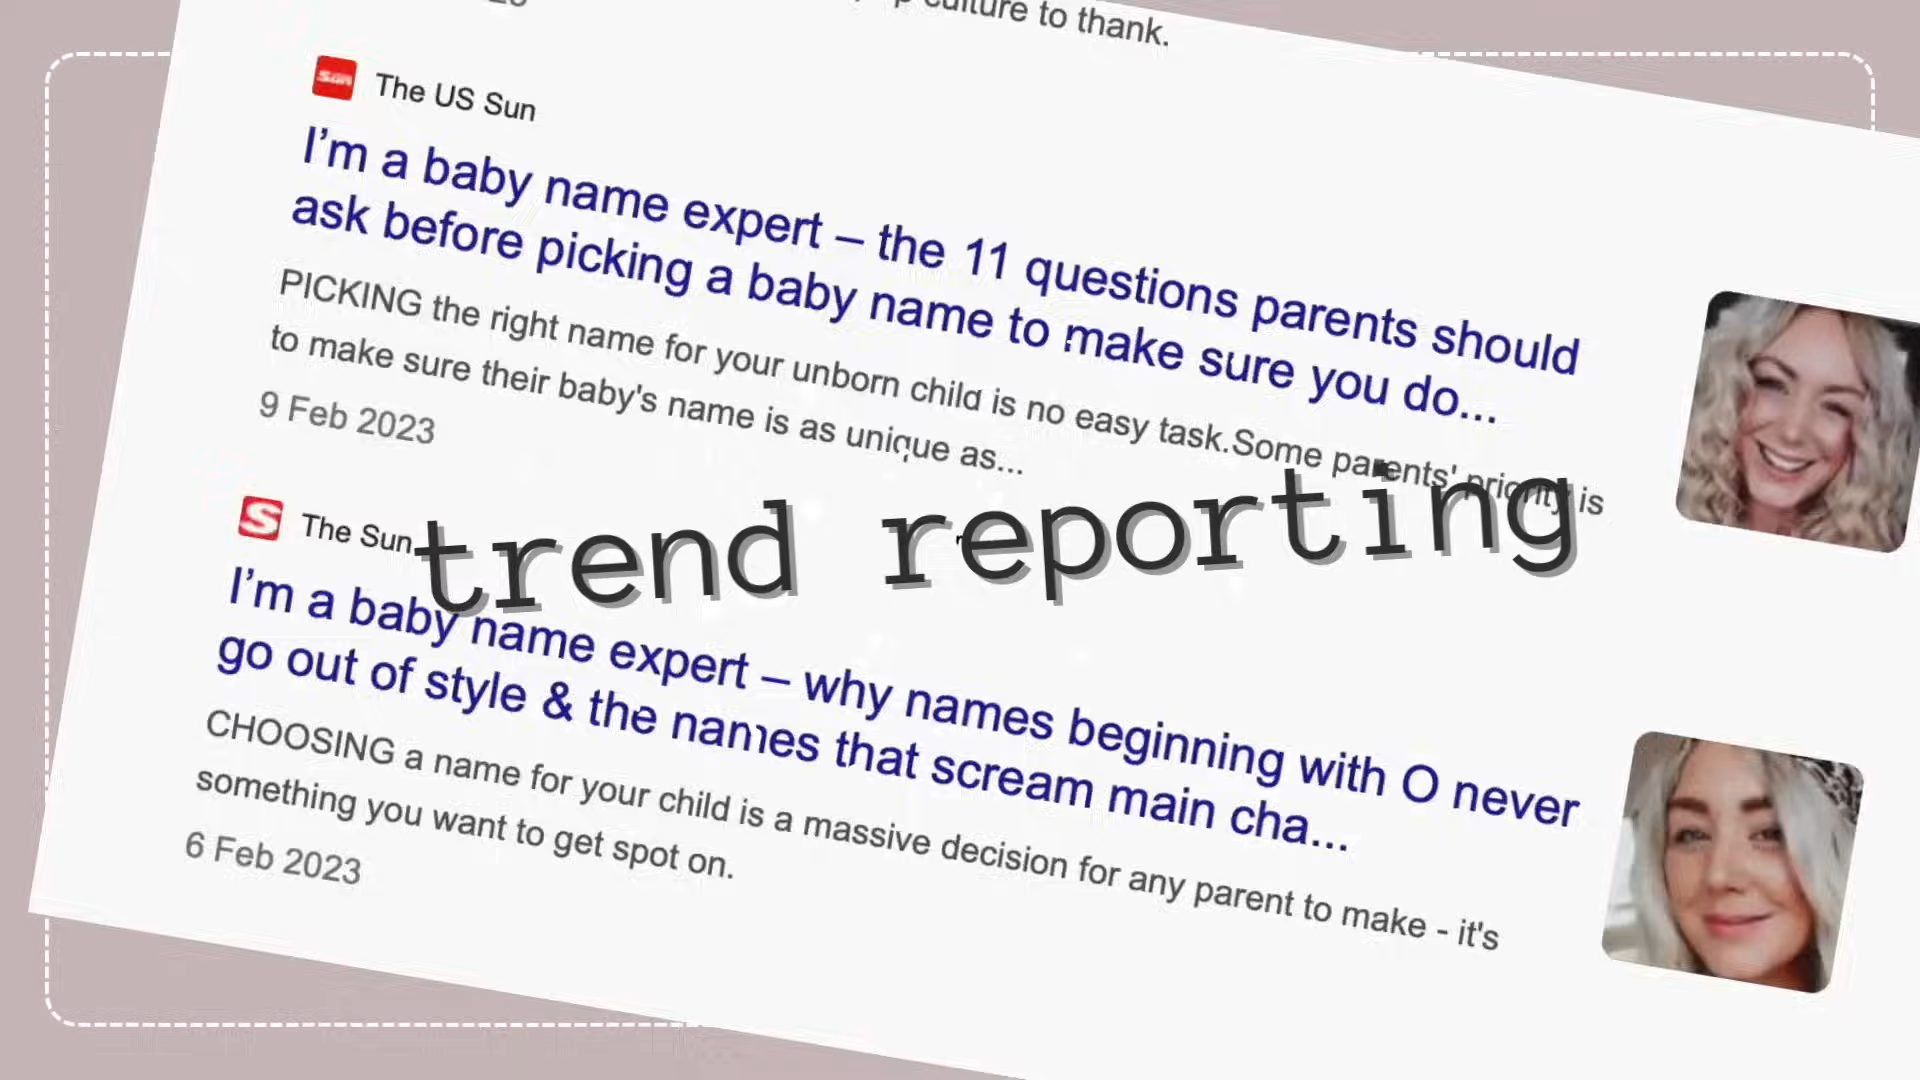 culture to thank.
Sun
The US Sun
I'm a baby name expert – the 11 questions parents should
ask before picking a baby name to make sure you do...
PICKING the right name for your unborn child is no easy task.Some parents' priority is
to make sure their baby's name is as unique as...
9 Feb 2023
S
The Sun
trend reporting
I'm a baby name expert – why names beginning with O never
go out of style & the names that scream main cha...
CHOOSING a name for your child is a massive decision for any parent to make - it's
something you want to get spot on.
6 Feb 2023